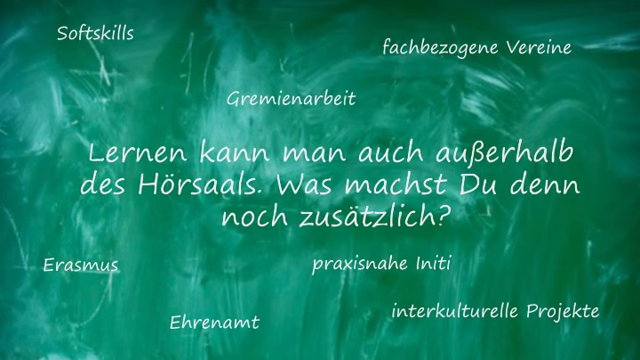 Softskills
fachbezogene Vereine
Gremienarbeit
Lernen kann man auch außerhalb
des Hörsaals. Was machst Du denn
noch zusätzlich?
Erasmus
praxisnahe Initi
Ehrenamt
interkulturelle Projekte